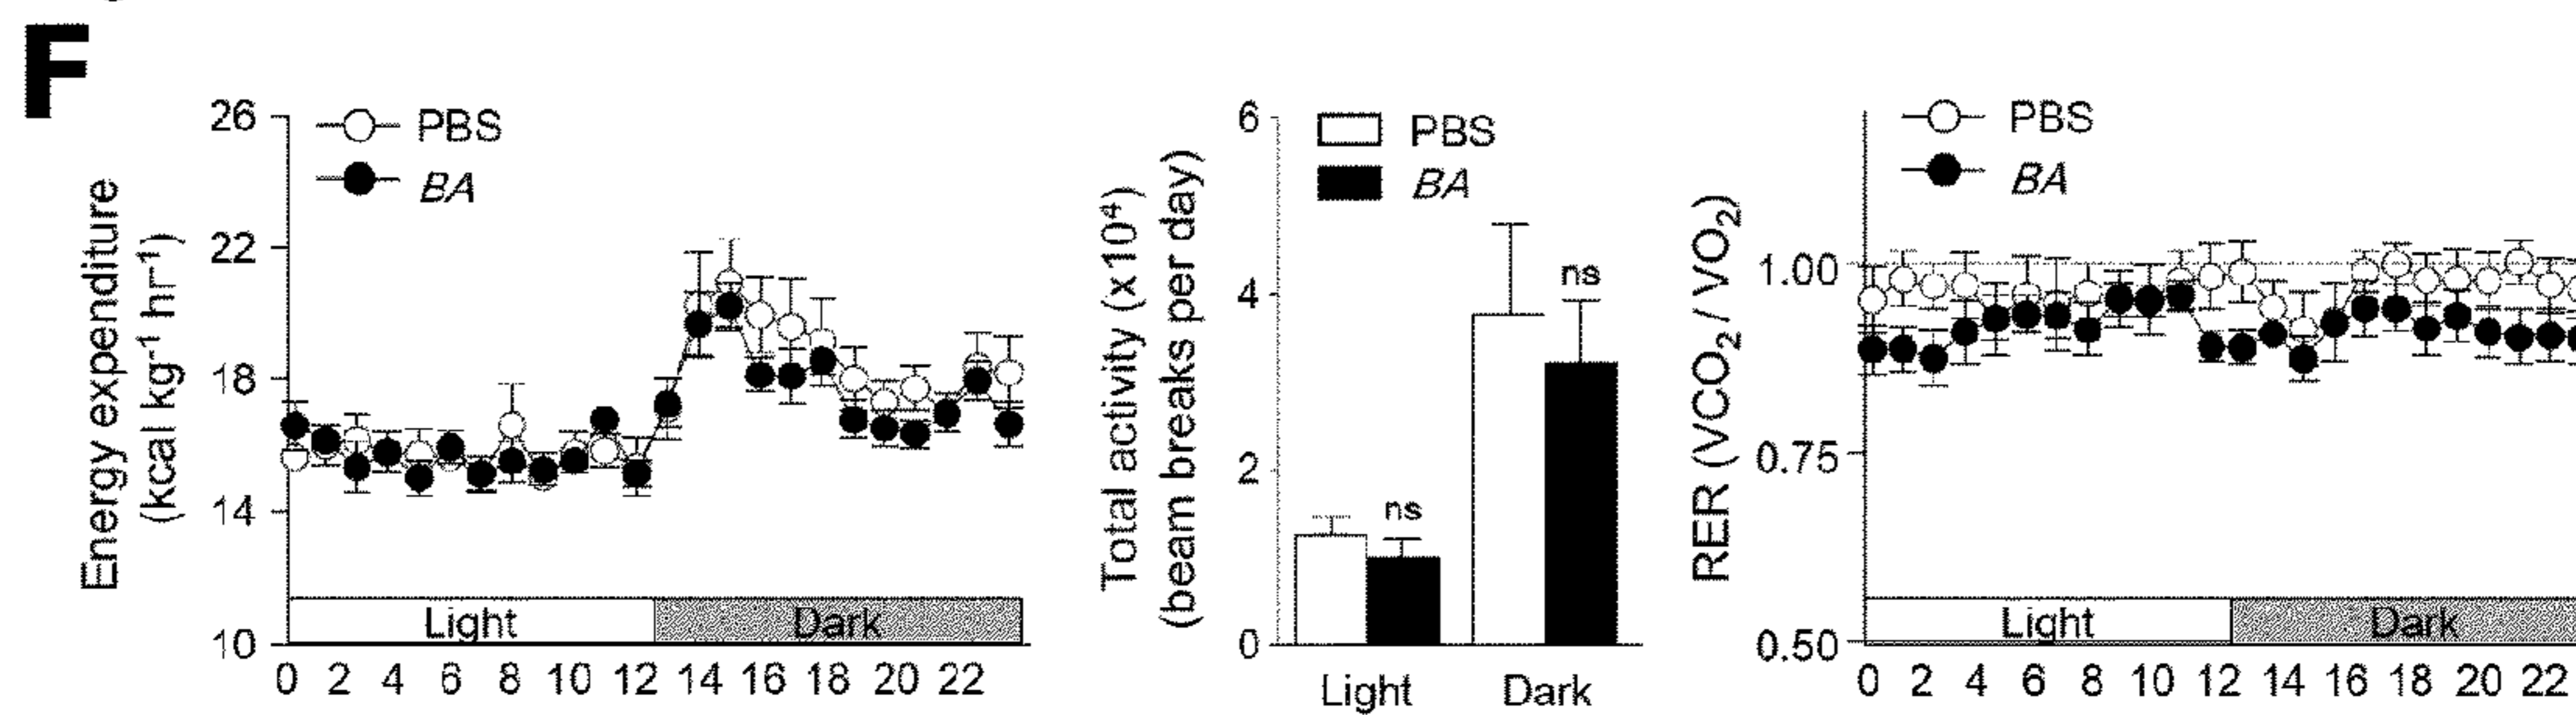 F
Energy expenditure
(kcal kg⁻¹ hr⁻¹)
26
22
18
14
10
PBS
BA
Light
Dark
0 2 4 6 8 10 12 14 16 18 20 22
Total activity (x10⁴)
(beam breaks per day)
6
4
2
0
PBS
BA
ns
ns
Light
Dark
RER (VCO₂ / VO₂)
1.00
0.75
0.50
PBS
BA
Light
Dark
0 2 4 6 8 10 12 14 16 18 20 22